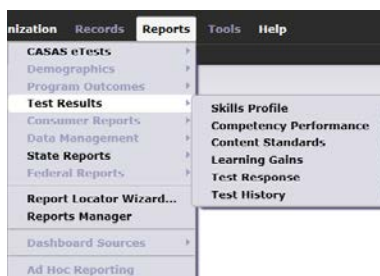 nization Records Reports Tools Help
CASAS eTests
Demographics
Program Outcomes
Test Results
Consumer Reports
Data Management
State Reports
Federal Reports
Report Locator Wizard...
Reports Manager
Dashboard Sources
Ad Hoc Reporting
Skills Profile
Competency Performance
Content Standards
Learning Gains
Test Response
Test History